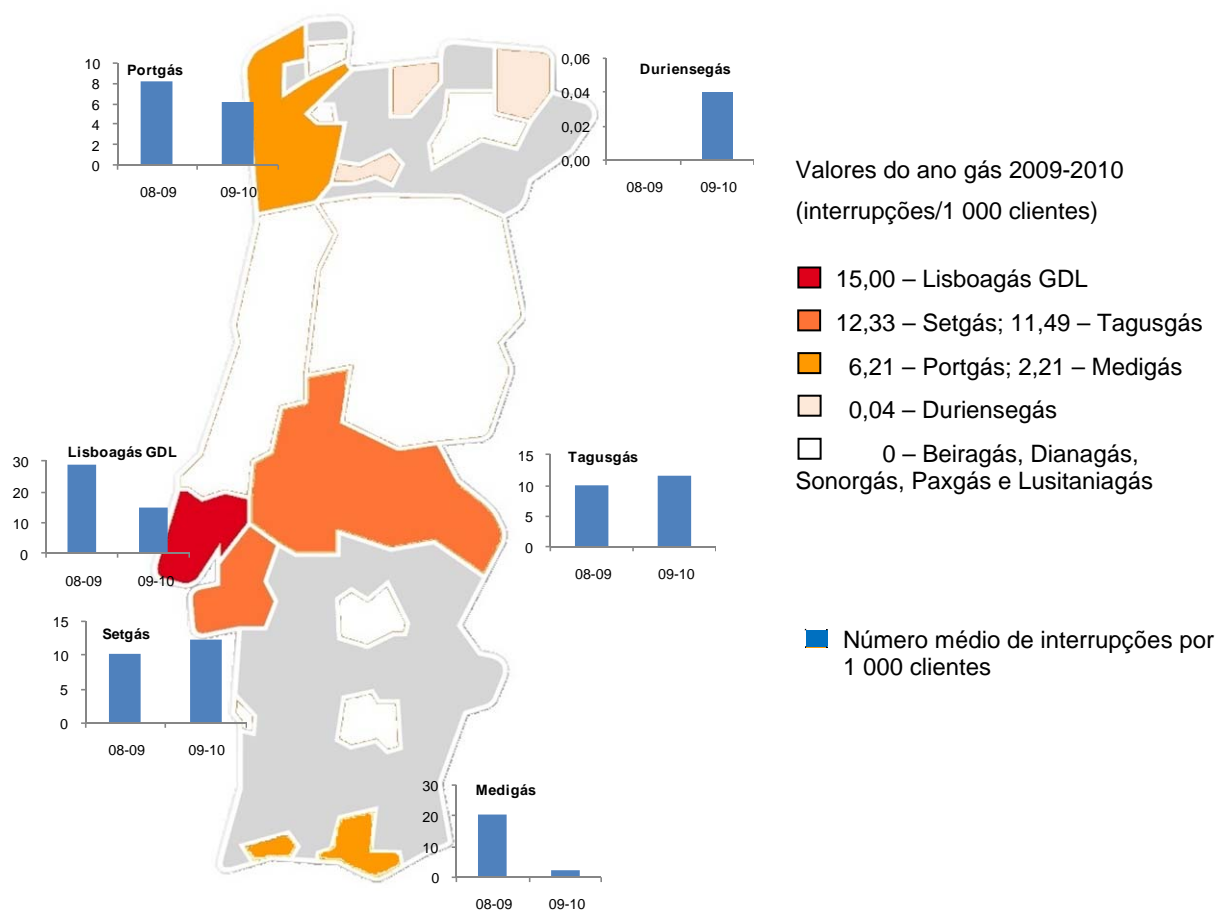 Portgás
10
8
6
4
2
0
08-09
09-10
Duriensegás
0,06
0,04
0,02
0,00
08-09
09-10
Valores do ano gás 2009-2010
(interrupções/1 000 clientes)
15,00 – Lisboagás GDL
12,33 – Setgás; 11,49 – Tagusgás
6,21 – Portgás; 2,21 – Medigás
0,04 – Duriensegás
0 – Beiragás, Dianagás,
Sonorgás, Paxgás e Lusitaniagás
Lisboagás GDL
30
20
10
0
08-09
09-10
Tagusgás
15
10
5
0
08-09
09-10
Setgás
15
10
5
0
08-09
09-10
Número médio de interrupções por
1 000 clientes
Medigás
30
20
10
0
08-09
09-10